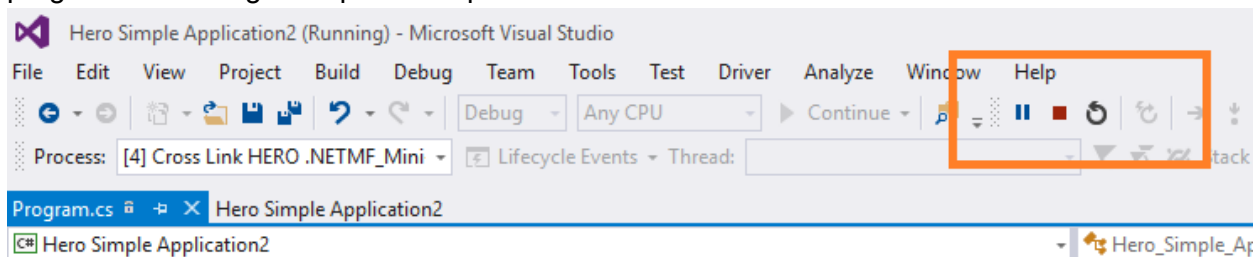 Hero Simple Application2 (Running) - Microsoft Visual Studio
File Edit View Project Build Debug Team Tools Test Driver Analyze Window Help
Debug Any CPU Continue
Process: [4] Cross Link HERO .NETMF_Mini Lifecycle Events Thread: Stack
Program.cs Hero Simple Application2
C# Hero Simple Application2 Hero_Simple_Ap